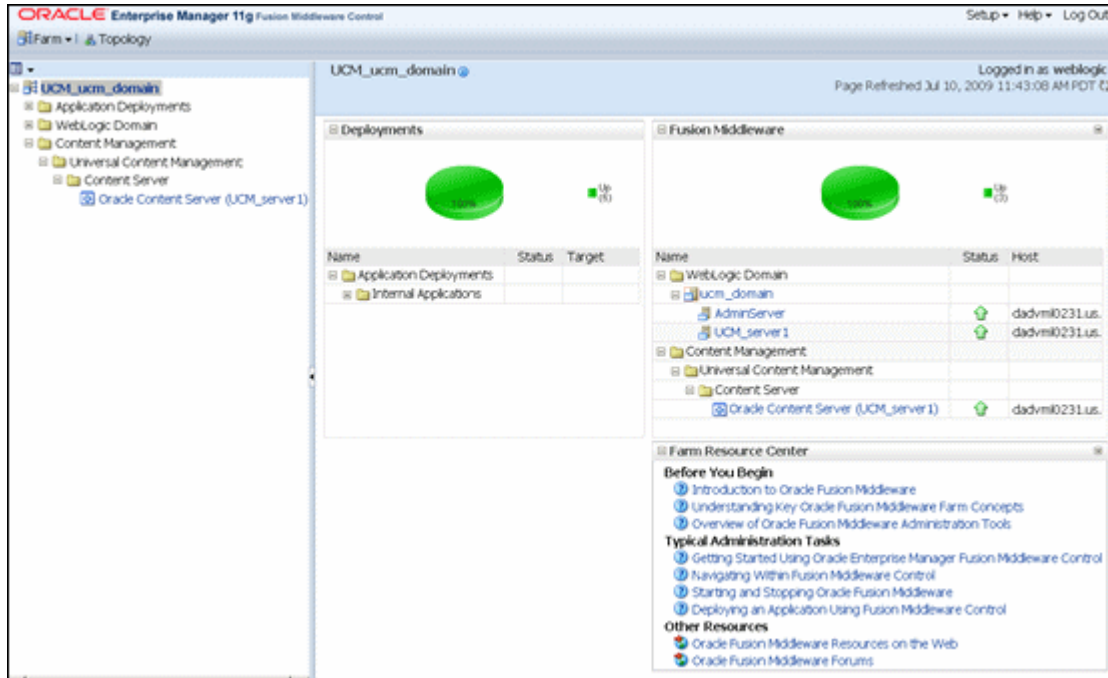 ORACLE Enterprise Manager 11g Fusion Middleware Control
Setup Help Log Out
Farm Topology
UCM_ucm_domain
Application Deployments
WebLogic Domain
Content Management
Universal Content Management
Content Server
Oracle Content Server (UCM_server1)
UCM_ucm_domain
Logged in as weblogic
Page Refreshed Jul 10, 2009 11:43:08 AM PDT
Deployments
100%
Up
Name Status Target
Application Deployments
Internal Applications
Fusion Middleware
100%
Up
Name Status Host
WebLogic Domain
ucm_domain
AdminServer dadvml0231.us.
UCM_server1 dadvml0231.us.
Content Management
Universal Content Management
Content Server
Oracle Content Server (UCM_server1) dadvml0231.us.
Farm Resource Center
Before You Begin
Introduction to Oracle Fusion Middleware
Understanding Key Oracle Fusion Middleware Farm Concepts
Overview of Oracle Fusion Middleware Administration Tools
Typical Administration Tasks
Getting Started Using Oracle Enterprise Manager Fusion Middleware Control
Navigating Within Fusion Middleware Control
Starting and Stopping Oracle Fusion Middleware
Deploying an Application Using Fusion Middleware Control
Other Resources
Oracle Fusion Middleware Resources on the Web
Oracle Fusion Middleware Forums